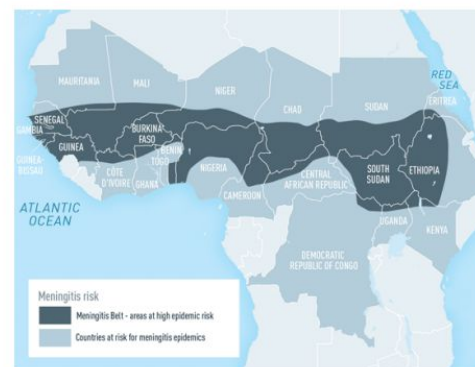 RED
SEA
MAURITANIA
MALI
NIGER
CHAD
SUDAN
ERITREA
SENEGAL
GAMBIA
GUINEA-
BISSAU
GUINEA
BURKINA
FASO
BENIN
TOGO
CÔTE
D'IVOIRE
GHANA
NIGERIA
CAMEROON
CENTRAL
AFRICAN REPUBLIC
SOUTH
SUDAN
ETHIOPIA
UGANDA
KENYA
DEMOCRATIC
REPUBLIC OF CONGO
ATLANTIC
OCEAN
Meningitis risk
Meningitis Belt - areas at high epidemic risk
Countries at risk for meningitis epidemics